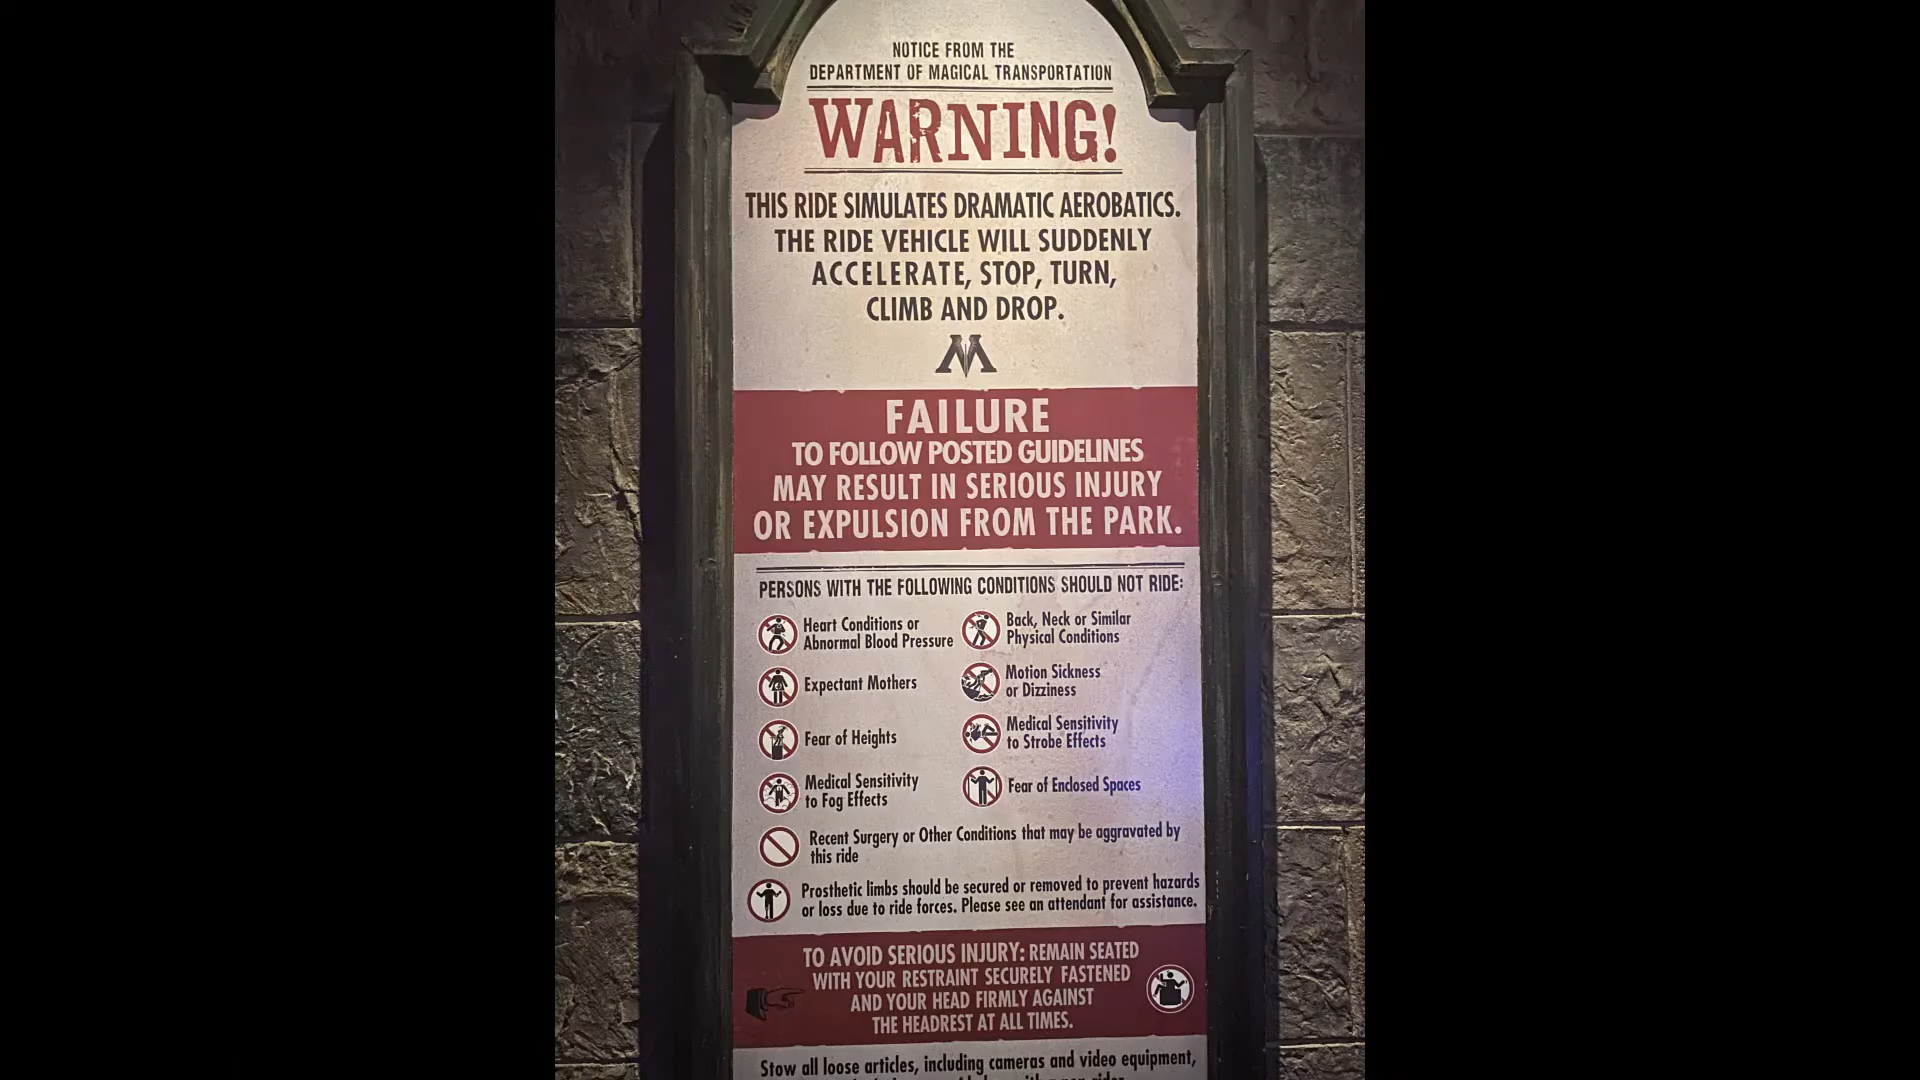 NOTICE FROM THE
DEPARTMENT OF MAGICAL TRANSPORTATION
WARNING!
THIS RIDE SIMULATES DRAMATIC AEROBATICS.
THE RIDE VEHICLE WILL SUDDENLY
ACCELERATE, STOP, TURN,
CLIMB AND DROP.
M
FAILURE
TO FOLLOW POSTED GUIDELINES
MAY RESULT IN SERIOUS INJURY
OR EXPULSION FROM THE PARK.
PERSONS WITH THE FOLLOWING CONDITIONS SHOULD NOT RIDE:
Heart Conditions or
Abnormal Blood Pressure
Back, Neck or Similar
Physical Conditions
Expectant Mothers
Motion Sickness
or Dizziness
Fear of Heights
Medical Sensitivity
to Strobe Effects
Medical Sensitivity
to Fog Effects
Fear of Enclosed Spaces
Recent Surgery or Other Conditions that may be aggravated by
this ride
Prosthetic limbs should be secured or removed to prevent hazards
or loss due to ride forces. Please see an attendant for assistance.
TO AVOID SERIOUS INJURY: REMAIN SEATED
WITH YOUR RESTRAINT SECURELY FASTENED
AND YOUR HEAD FIRMLY AGAINST
THE HEADREST AT ALL TIMES.
Stow all loose articles, including cameras and video equipment,